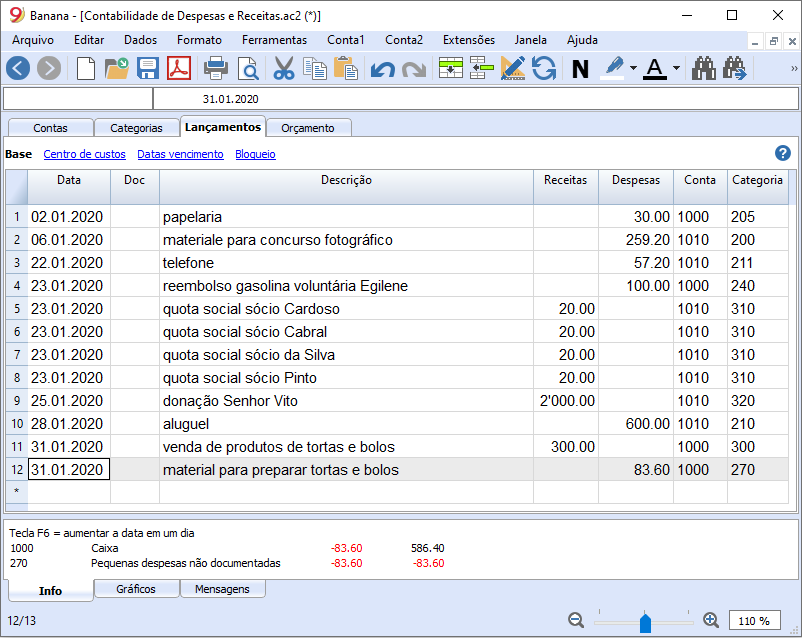 Banana - [Contabilidade de Despesas e Receitas.ac2 (*)]
Arquivo Editar Dados Formato Ferramentas Conta1 Conta2 Extensões Janela Ajuda
N A »
31.01.2020
Contas Categorias Lançamentos Orçamento
Base Centro de custos Datas vencimento Bloqueio ?
Data Doc Descrição Receitas Despesas Conta Categoria
1 02.01.2020 papelaria 30.00 1000 205
2 06.01.2020 materiale para concurso fotográfico 259.20 1010 200
3 22.01.2020 telefone 57.20 1010 211
4 23.01.2020 reembolso gasolina voluntária Egilene 100.00 1000 240
5 23.01.2020 quota social sócio Cardoso 20.00 1010 310
6 23.01.2020 quota social sócio Cabral 20.00 1010 310
7 23.01.2020 quota social sócio da Silva 20.00 1010 310
8 23.01.2020 quota social sócio Pinto 20.00 1010 310
9 25.01.2020 donação Senhor Vito 2'000.00 1010 320
10 28.01.2020 aluguel 600.00 1010 210
11 31.01.2020 venda de produtos de tortas e bolos 300.00 1000 300
12 31.01.2020 material para preparar tortas e bolos 83.60 1000 270
*
Tecla F6 = aumentar a data em um dia
1000 Caixa -83.60 586.40
270 Pequenas despesas não documentadas -83.60 -83.60
Info Gráficos Mensagens
12/13 110 %